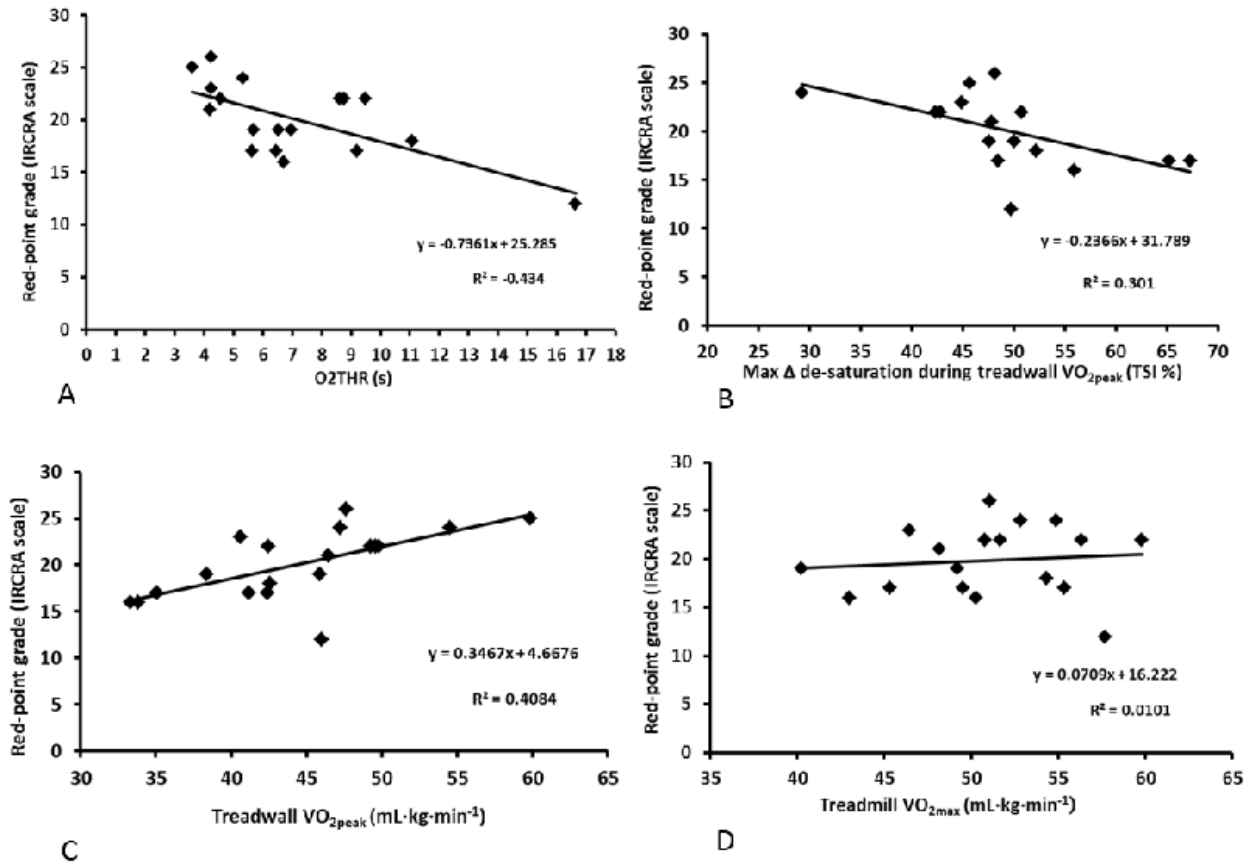 30
25
20
15
10
5
0
Red-point grade (IRCRA scale)
y = -0.7361x + 25.285
R² = -0.434
0 1 2 3 4 5 6 7 8 9 10 11 12 13 14 15 16 17 18
O2THR (s)
A
30
25
20
15
10
5
0
Red-point grade (IRCRA scale)
y = -0.2366x + 31.789
R² = 0.301
20 30 40 45 50 55 60 65 70
Max Δ de-saturation during treadwall VO₂peak (TSI %)
B
30
25
20
15
10
5
0
Red-point grade (IRCRA scale)
y = 0.3467x + 4.6676
R² = 0.4084
30 35 40 45 50 55 60 65
Treadwall VO₂peak (mL·kg·min⁻¹)
C
30
25
20
15
10
5
0
Red-point grade (IRCRA scale)
y = 0.0709x + 16.222
R² = 0.0101
35 40 45 50 55 60 65
Treadmill VO₂max (mL·kg·min⁻¹)
D